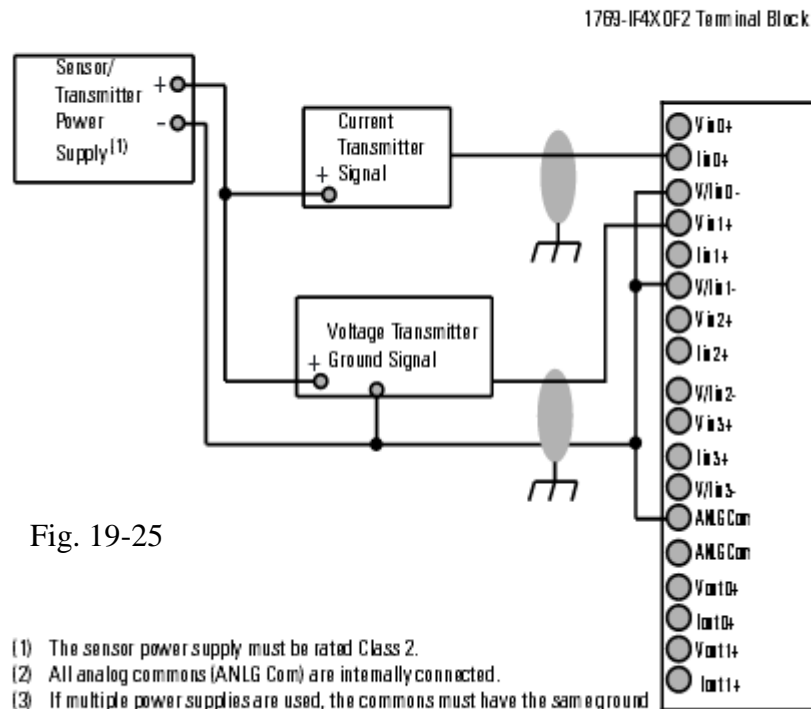 1769-IF4XOF2 Terminal Block
Sensor/
Transmitter
Power
Supply(1)
+
-
Current
Transmitter
Signal
+
Voltage Transmitter
Ground Signal
+
Vin0+
Iin0+
V/Iin0-
Vin1+
Iin1+
V/Iin1-
Vin2+
Iin2+
V/Iin2-
Vin3+
Iin3+
V/Iin3-
ANLG Com
ANLG Com
Vout0+
Iout0+
Vout1+
Iout1+
Fig. 19-25
(1) The sensor power supply must be rated Class 2.
(2) All analog commons (ANLG Com) are internally connected.
(3) If multiple power supplies are used, the commons must have the same ground